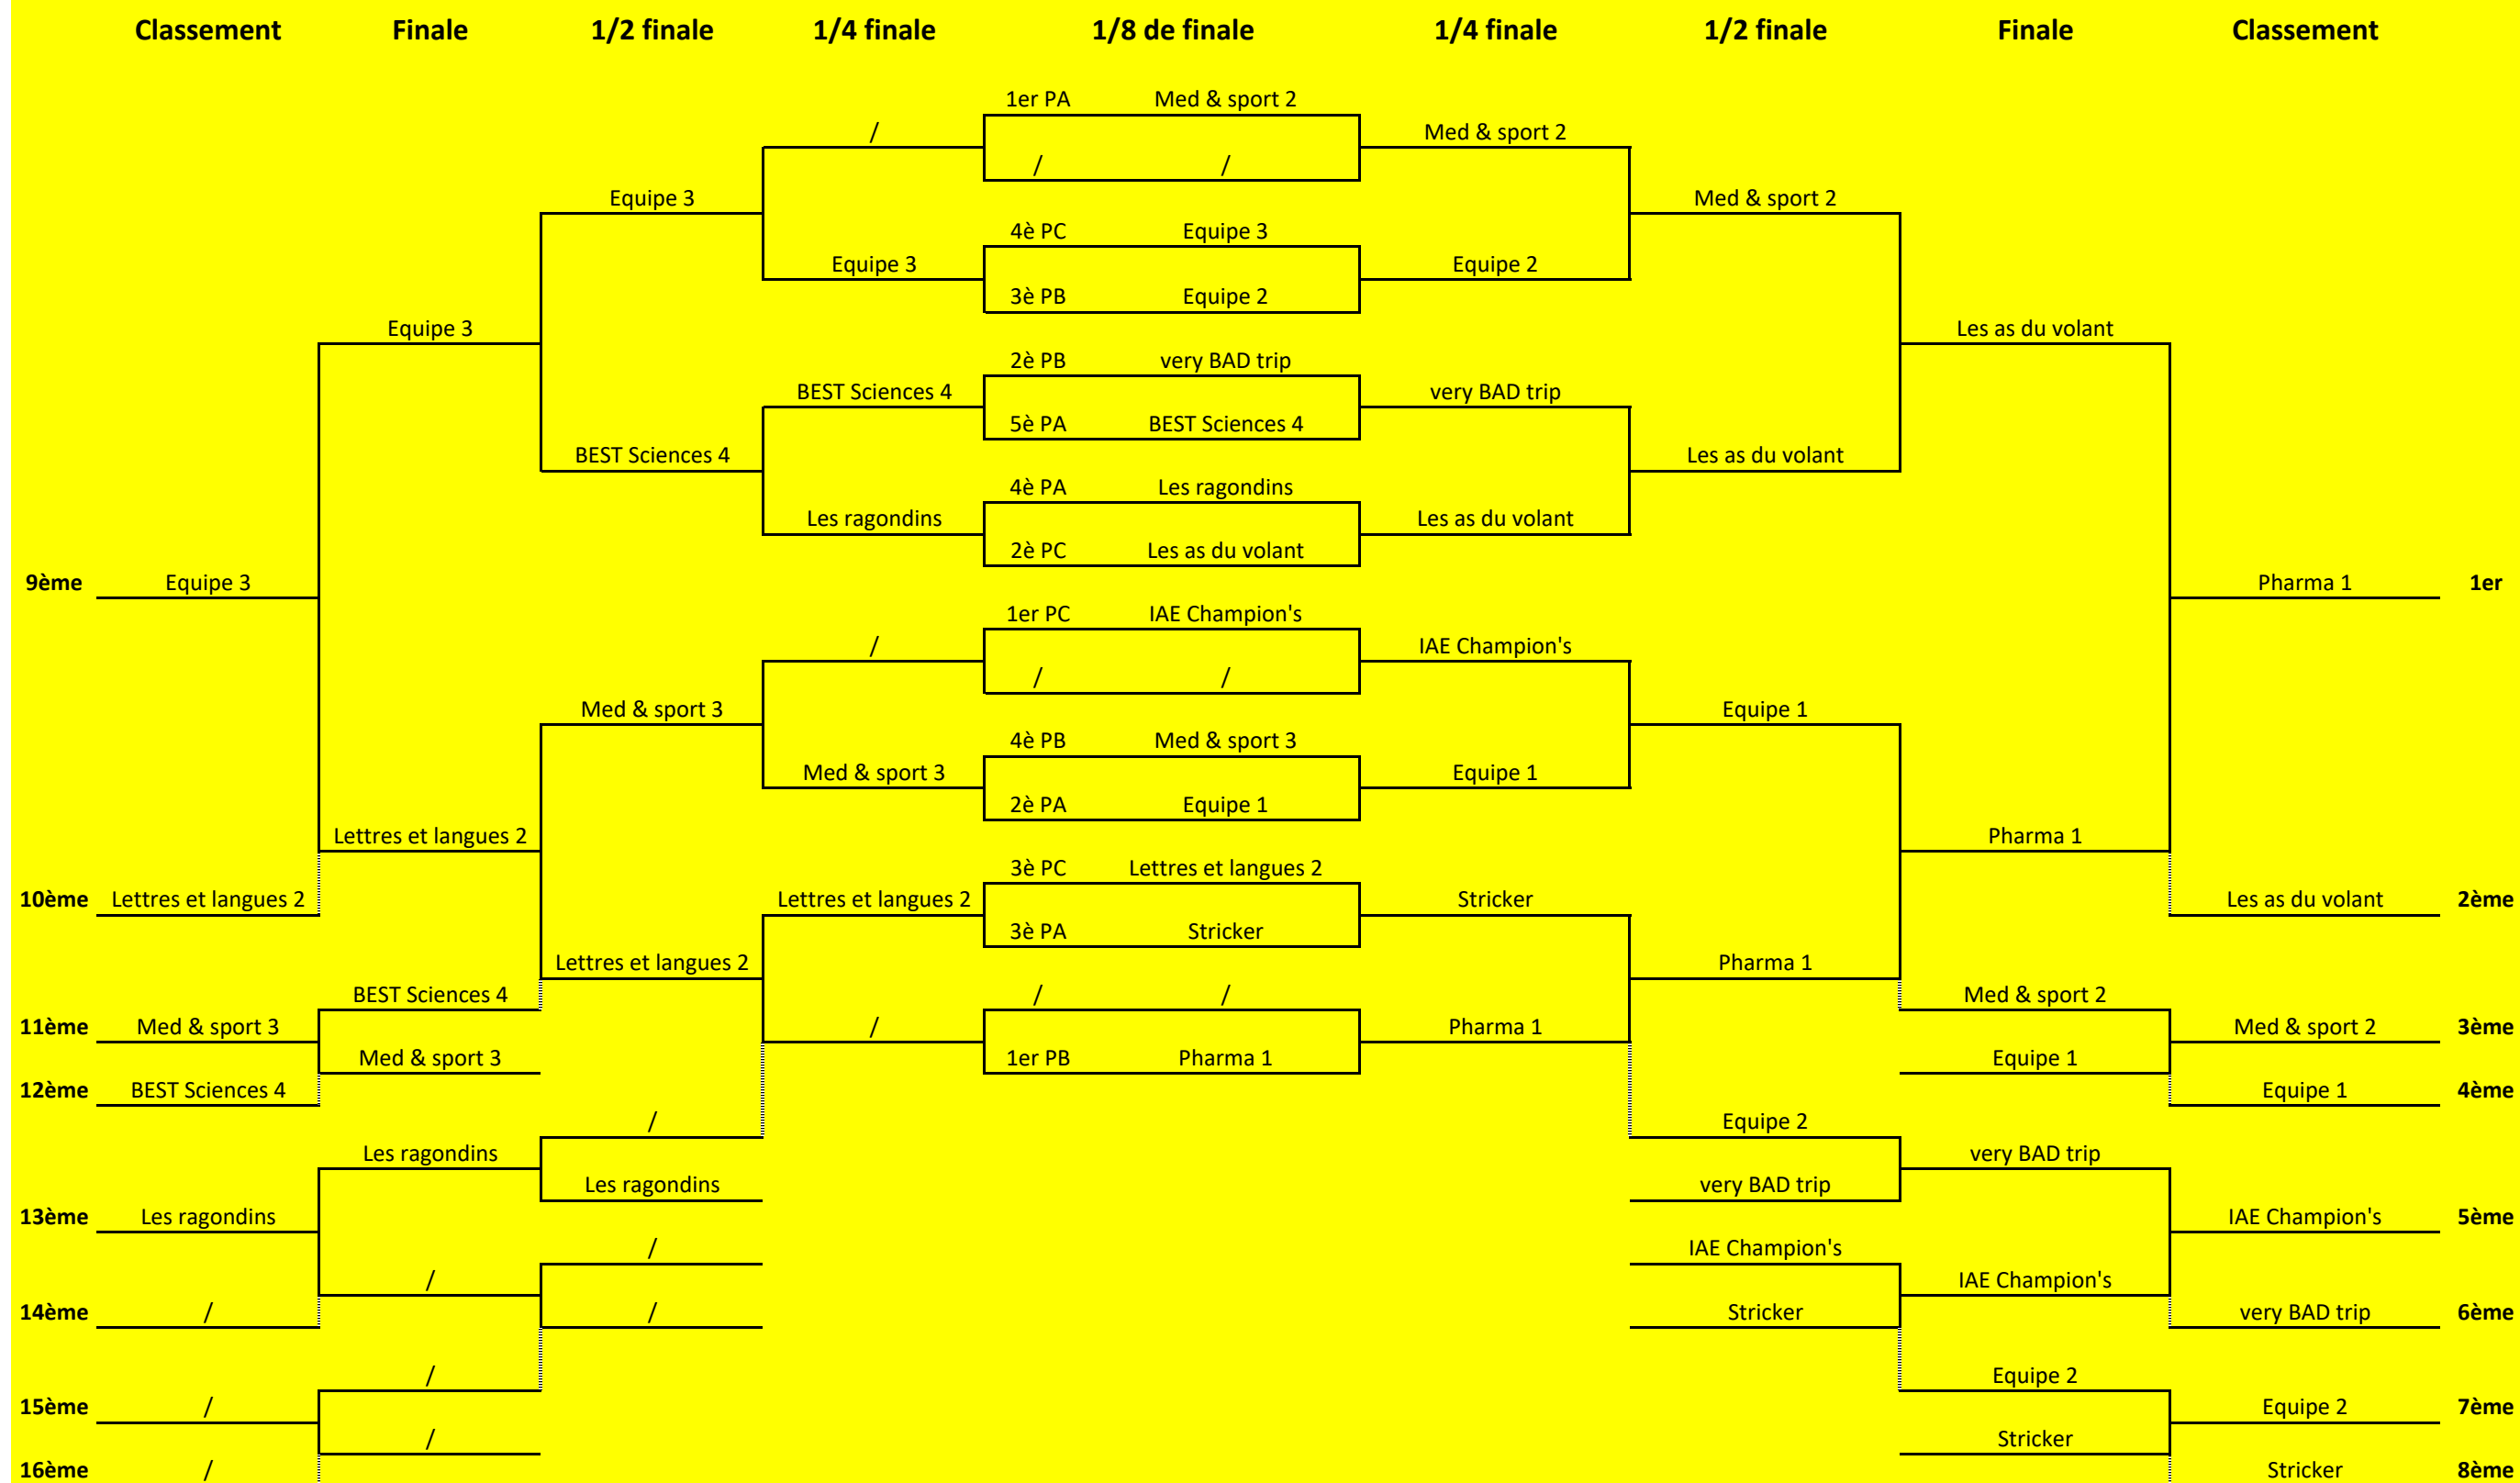 Classement Finale 1/2 finale 1/4 finale 1/8 de finale 1/4 finale 1/2 finale Finale Classement
1er PA Med & sport 2
/ Med & sport 2
/ /
Equipe 3 Med & sport 2
4è PC Equipe 3
Equipe 3 Equipe 2
3è PB Equipe 2
Equipe 3 Les as du volant
2è PB very BAD trip
BEST Sciences 4 very BAD trip
5è PA BEST Sciences 4
BEST Sciences 4 Les as du volant
4è PA Les ragondins
Les ragondins Les as du volant
2è PC Les as du volant
9ème Equipe 3 Pharma 1 1er
1er PC IAE Champion's
/ IAE Champion's
/ /
Med & sport 3 Equipe 1
4è PB Med & sport 3
Med & sport 3 Equipe 1
2è PA Equipe 1
Lettres et langues 2 Pharma 1
3è PC Lettres et langues 2
10ème Lettres et langues 2 Lettres et langues 2 Stricker Les as du volant 2ème
3è PA Stricker
Lettres et langues 2 Pharma 1
BEST Sciences 4 / / Med & sport 2
11ème Med & sport 3 / Pharma 1 Med & sport 2 3ème
Med & sport 3 1er PB Pharma 1 Equipe 1
12ème BEST Sciences 4 Equipe 1 4ème
/ Equipe 2
Les ragondins very BAD trip
Les ragondins very BAD trip
13ème Les ragondins IAE Champion's 5ème
/ IAE Champion's
/ IAE Champion's
14ème / / Stricker very BAD trip 6ème
/ Equipe 2
15ème / Equipe 2 7ème
/ Stricker
16ème / Stricker 8ème